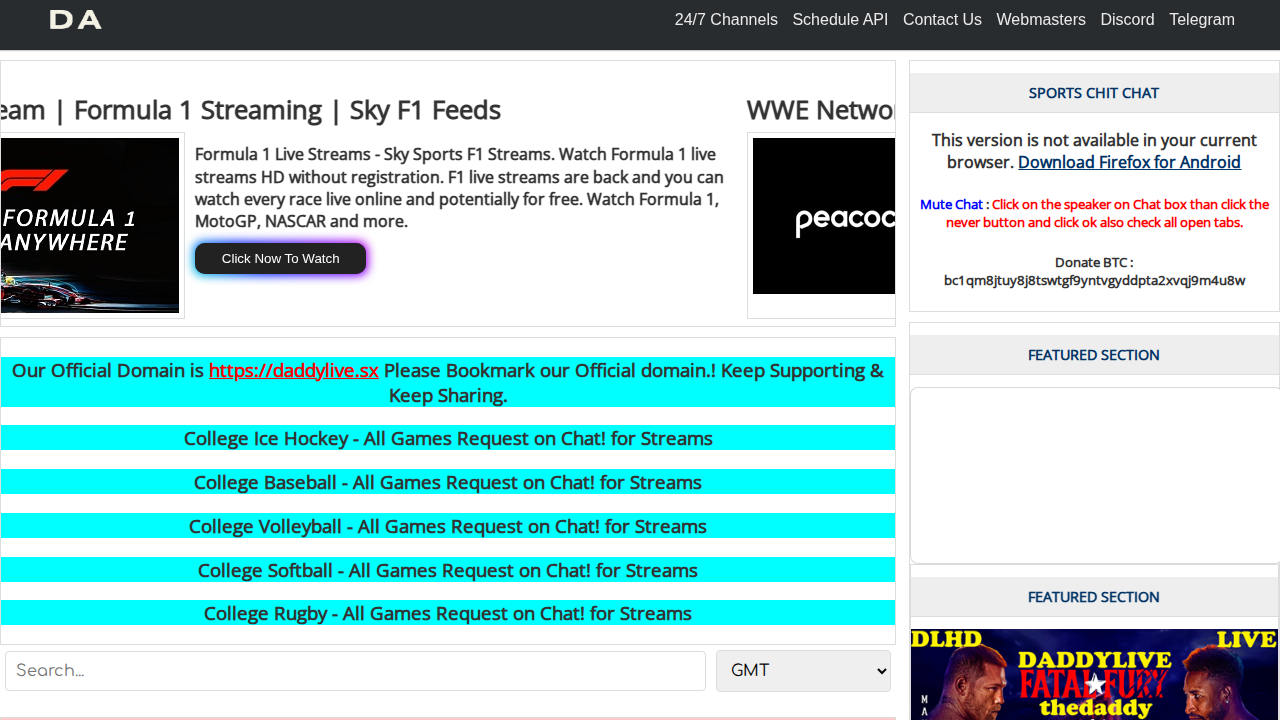 DA
24/7 Channels Schedule API Contact Us Webmasters Discord Telegram
eam | Formula 1 Streaming | Sky F1 Feeds
FORMULA 1
ANYWHERE
Formula 1 Live Streams - Sky Sports F1 Streams. Watch Formula 1 live
streams HD without registration. F1 live streams are back and you can
watch every race live online and potentially for free. Watch Formula 1,
MotoGP, NASCAR and more.
Click Now To Watch
WWE Networ
peacoc
Our Official Domain is https://daddylive.sx Please Bookmark our Official domain.! Keep Supporting &
Keep Sharing.
College Ice Hockey - All Games Request on Chat! for Streams
College Baseball - All Games Request on Chat! for Streams
College Volleyball - All Games Request on Chat! for Streams
College Softball - All Games Request on Chat! for Streams
College Rugby - All Games Request on Chat! for Streams
Search...
GMT
SPORTS CHIT CHAT
This version is not available in your current
browser. Download Firefox for Android
Mute Chat : Click on the speaker on Chat box than click the
never button and click ok also check all open tabs.
Donate BTC :
bc1qm8jtuy8j8tswtgf9yntvgyddpta2xvqj9m4u8w
FEATURED SECTION
FEATURED SECTION
DLHD LIVE
DADDYLIVE
FATAL FURY
thedaddy
MA